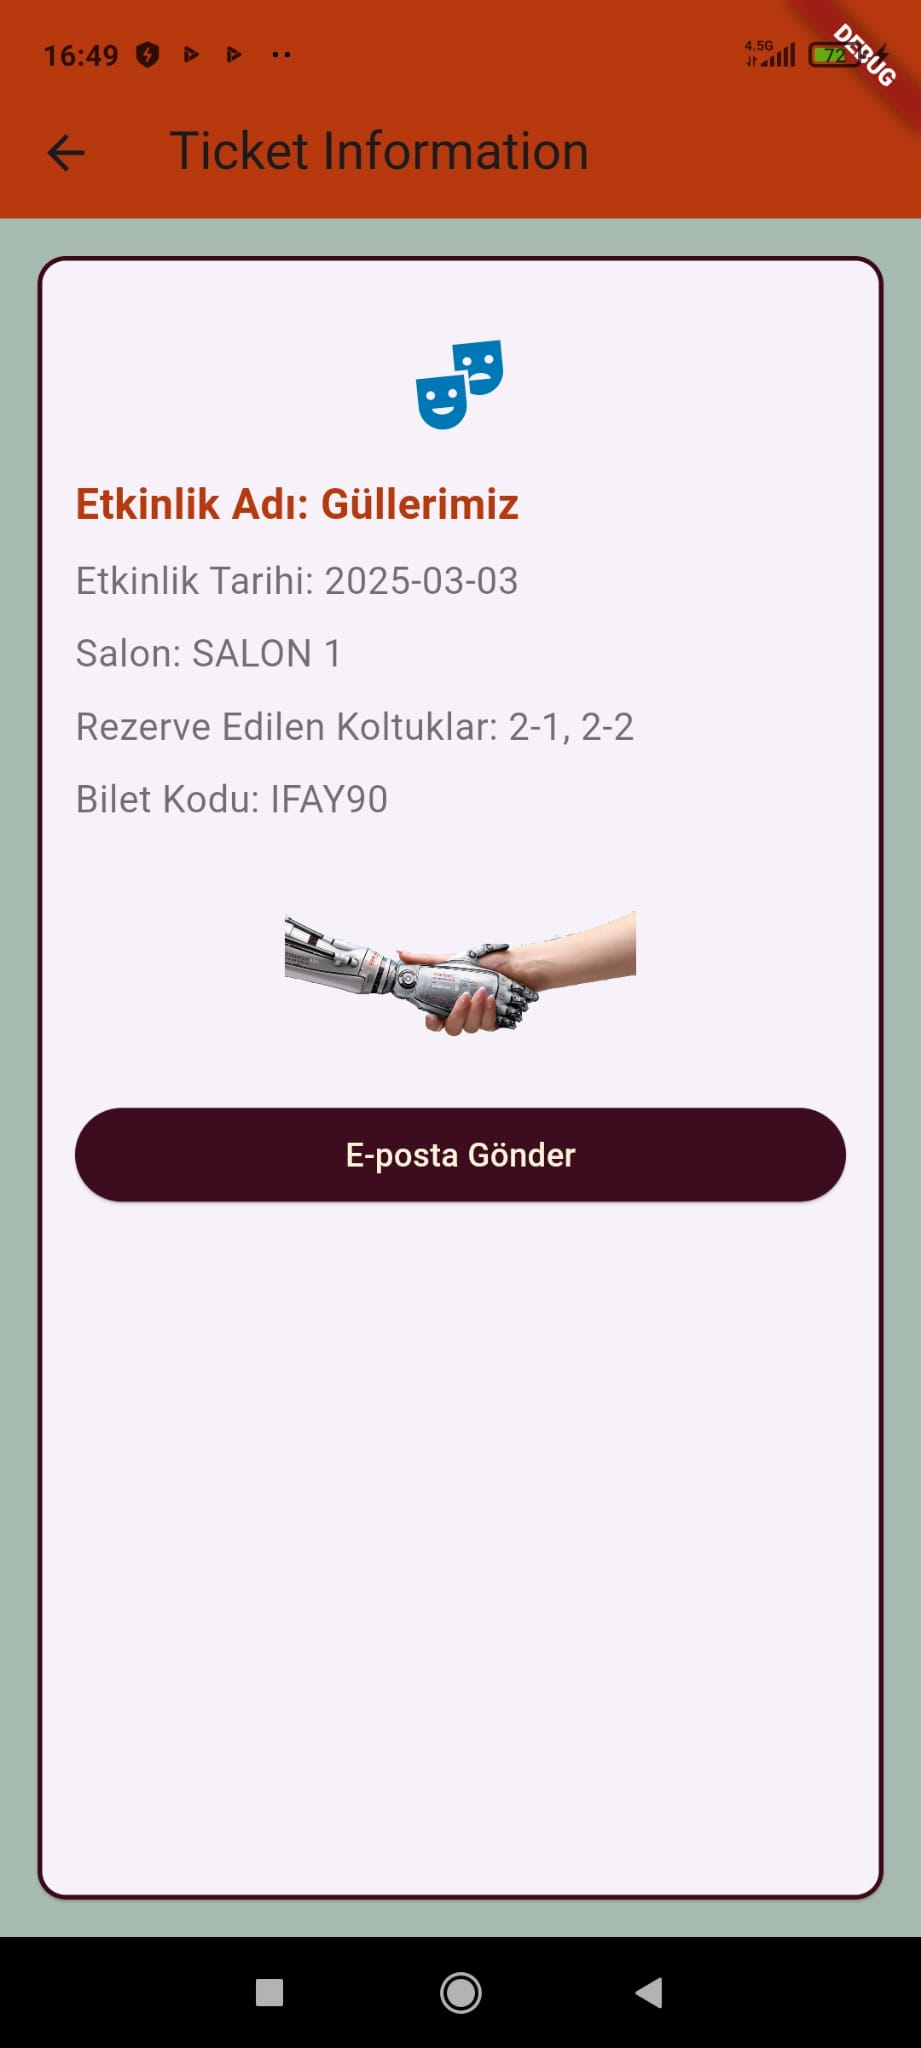 16:49
4.5G
72
DEBUG
Ticket Information
Etkinlik Adı: Güllerimiz
Etkinlik Tarihi: 2025-03-03
Salon: SALON 1
Rezerve Edilen Koltuklar: 2-1, 2-2
Bilet Kodu: IFAY90
E-posta Gönder